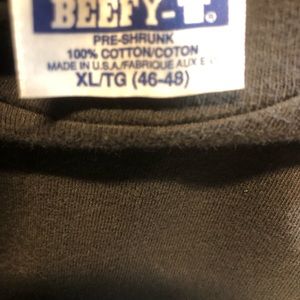 BEEFY-T®
PRE-SHRUNK
100% COTTON/COTON
MADE IN U.S.A./FABRIQUE AUX E
XL/TG (46-48)